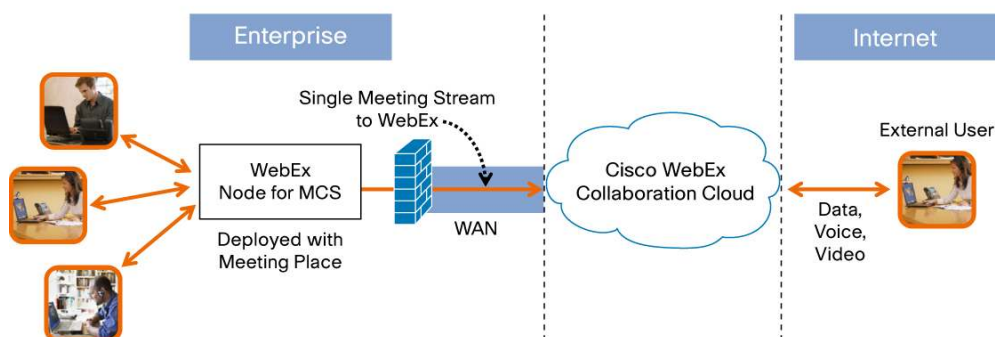 Enterprise
Internet
Single Meeting Stream
to WebEx
External User
WebEx
Node for MCS
Cisco WebEx
Collaboration Cloud
WAN
Data,
Voice,
Video
Deployed with
Meeting Place